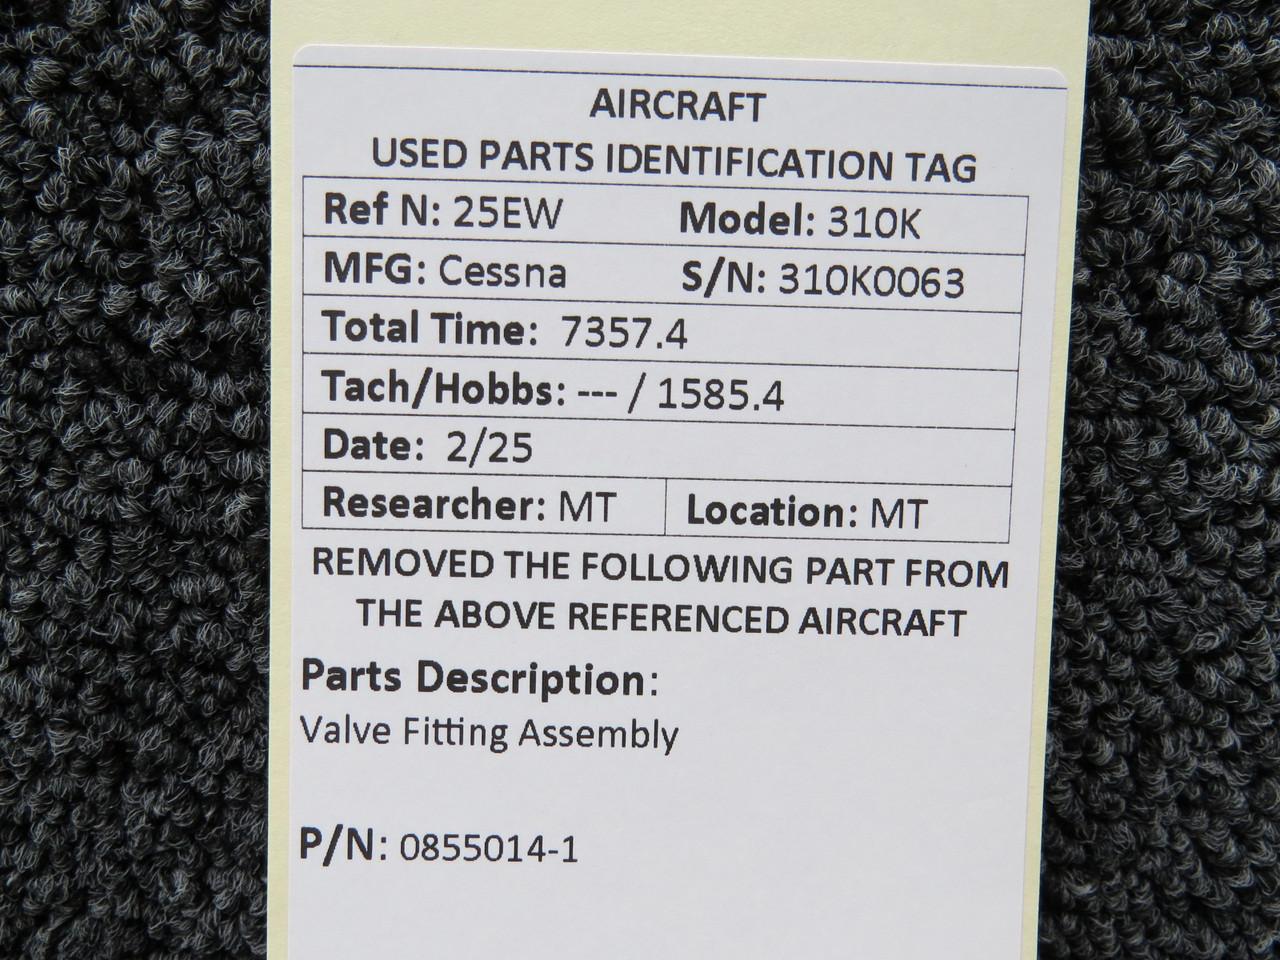 AIRCRAFT
USED PARTS IDENTIFICATION TAG
Ref N: 25EW Model: 310K
MFG: Cessna S/N: 310K0063
Total Time: 7357.4
Tach/Hobbs: --- / 1585.4
Date: 2/25
Researcher: MT Location: MT
REMOVED THE FOLLOWING PART FROM
THE ABOVE REFERENCED AIRCRAFT
Parts Description:
Valve Fitting Assembly
P/N: 0855014-1